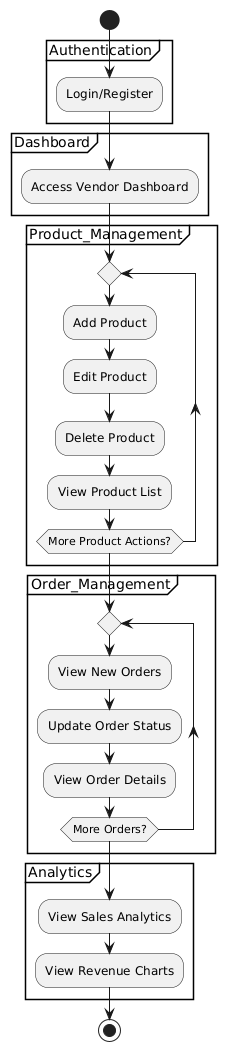 Authentication
Login/Register
Dashboard
Access Vendor Dashboard
Product_Management
Add Product
Edit Product
Delete Product
View Product List
More Product Actions?
Order_Management
View New Orders
Update Order Status
View Order Details
More Orders?
Analytics
View Sales Analytics
View Revenue Charts